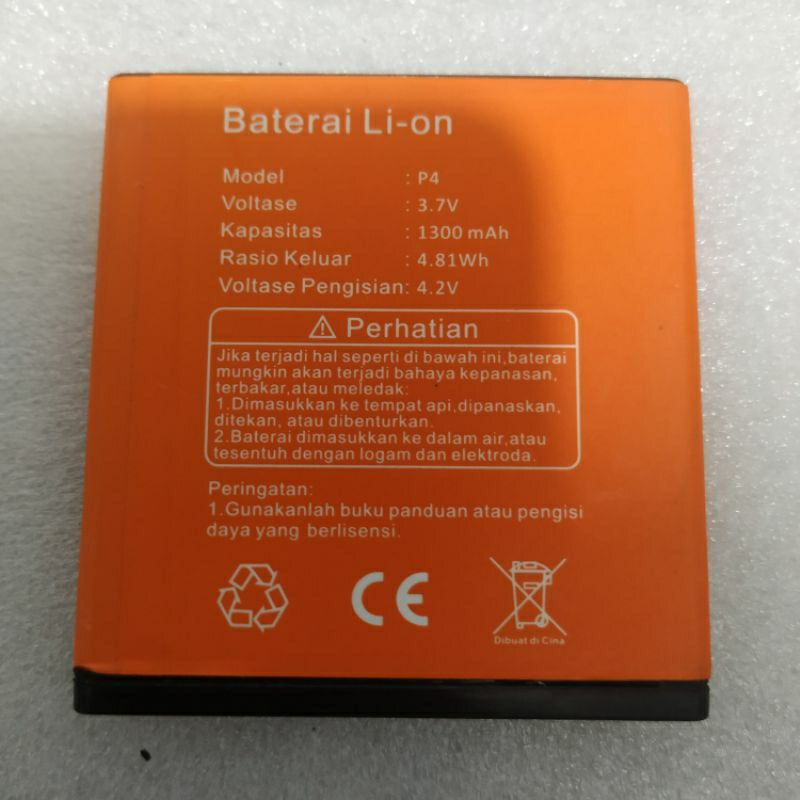 Baterai Li-on
Model : P4
Voltase : 3.7V
Kapasitas : 1300 mAh
Rasio Keluar : 4.81Wh
Voltase Pengisian: 4.2V
⚠ Perhatian
Jika terjadi hal seperti di bawah ini,baterai
mungkin akan terjadi bahaya kepanasan,
terbakar,atau meledak:
1.Dimasukkan ke tempat api,dipanaskan,
ditekan, atau dibenturkan.
2.Baterai dimasukkan ke dalam air,atau
tesentuh dengan logam dan elektroda.
Peringatan:
1.Gunakanlah buku panduan atau pengisi
daya yang berlisensi.
CE
Dibuat di Cina